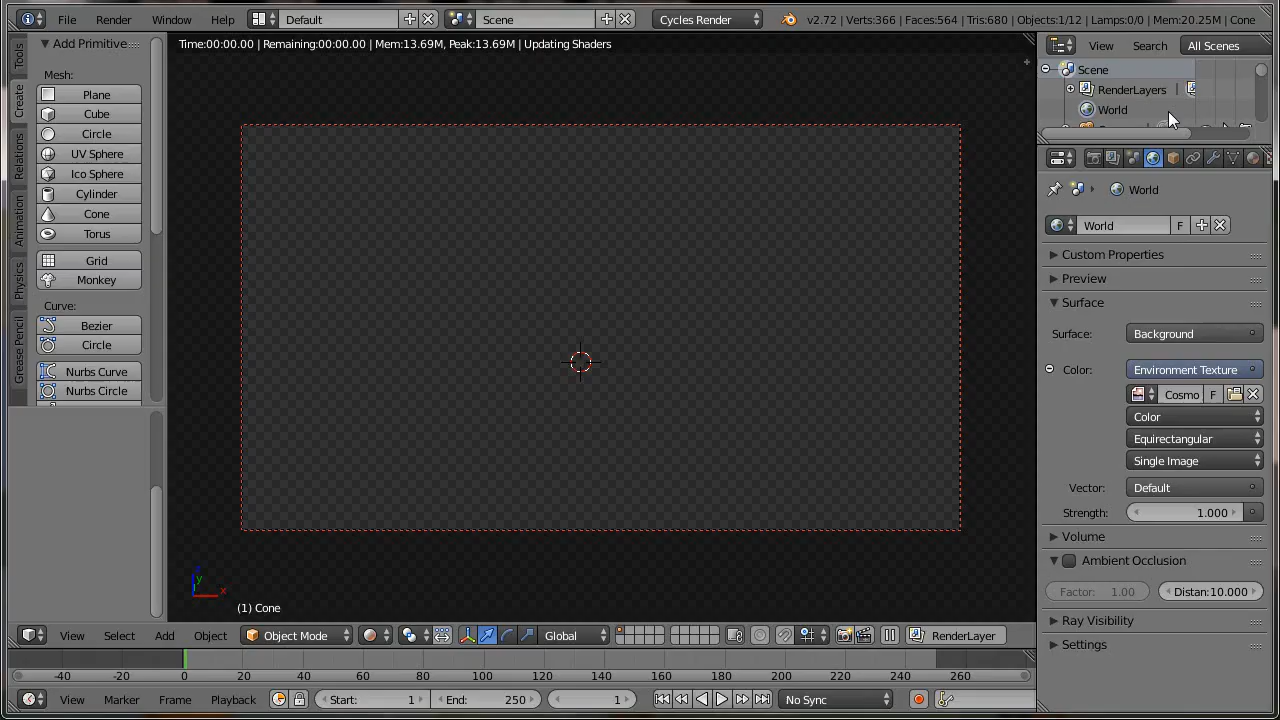 File Render Window Help Default Scene Cycles Render v2.72 | Verts:366 | Faces:564 | Tris:680 | Objects:1/12 | Lamps:0/0 | Mem:20.25M | Cone
Add Primitive
Time:00:00.00 | Remaining:00:00.00 | Mem:13.69M, Peak:13.69M | Updating Shaders
View Search All Scenes
Tools
Create
Relations
Animation
Physics
Grease Pencil
Mesh:
Plane
Cube
Circle
UV Sphere
Ico Sphere
Cylinder
Cone
Torus
Grid
Monkey
Curve:
Bezier
Circle
Nurbs Curve
Nurbs Circle
Scene
RenderLayers |
World
World
World F
Custom Properties
Preview
Surface
Surface: Background
Color: Environment Texture
Cosmo F
Color
Equirectangular
Single Image
Vector: Default
Strength: 1.000
Volume
Ambient Occlusion
Factor: 1.00 Distan:10.000
Ray Visibility
Settings
z
y
x
(1) Cone
View Select Add Object Object Mode Global RenderLayer
-40 -20 0 20 40 60 80 100 120 140 160 180 200 220 240 260
View Marker Frame Playback Start: 1 End: 250 1 No Sync